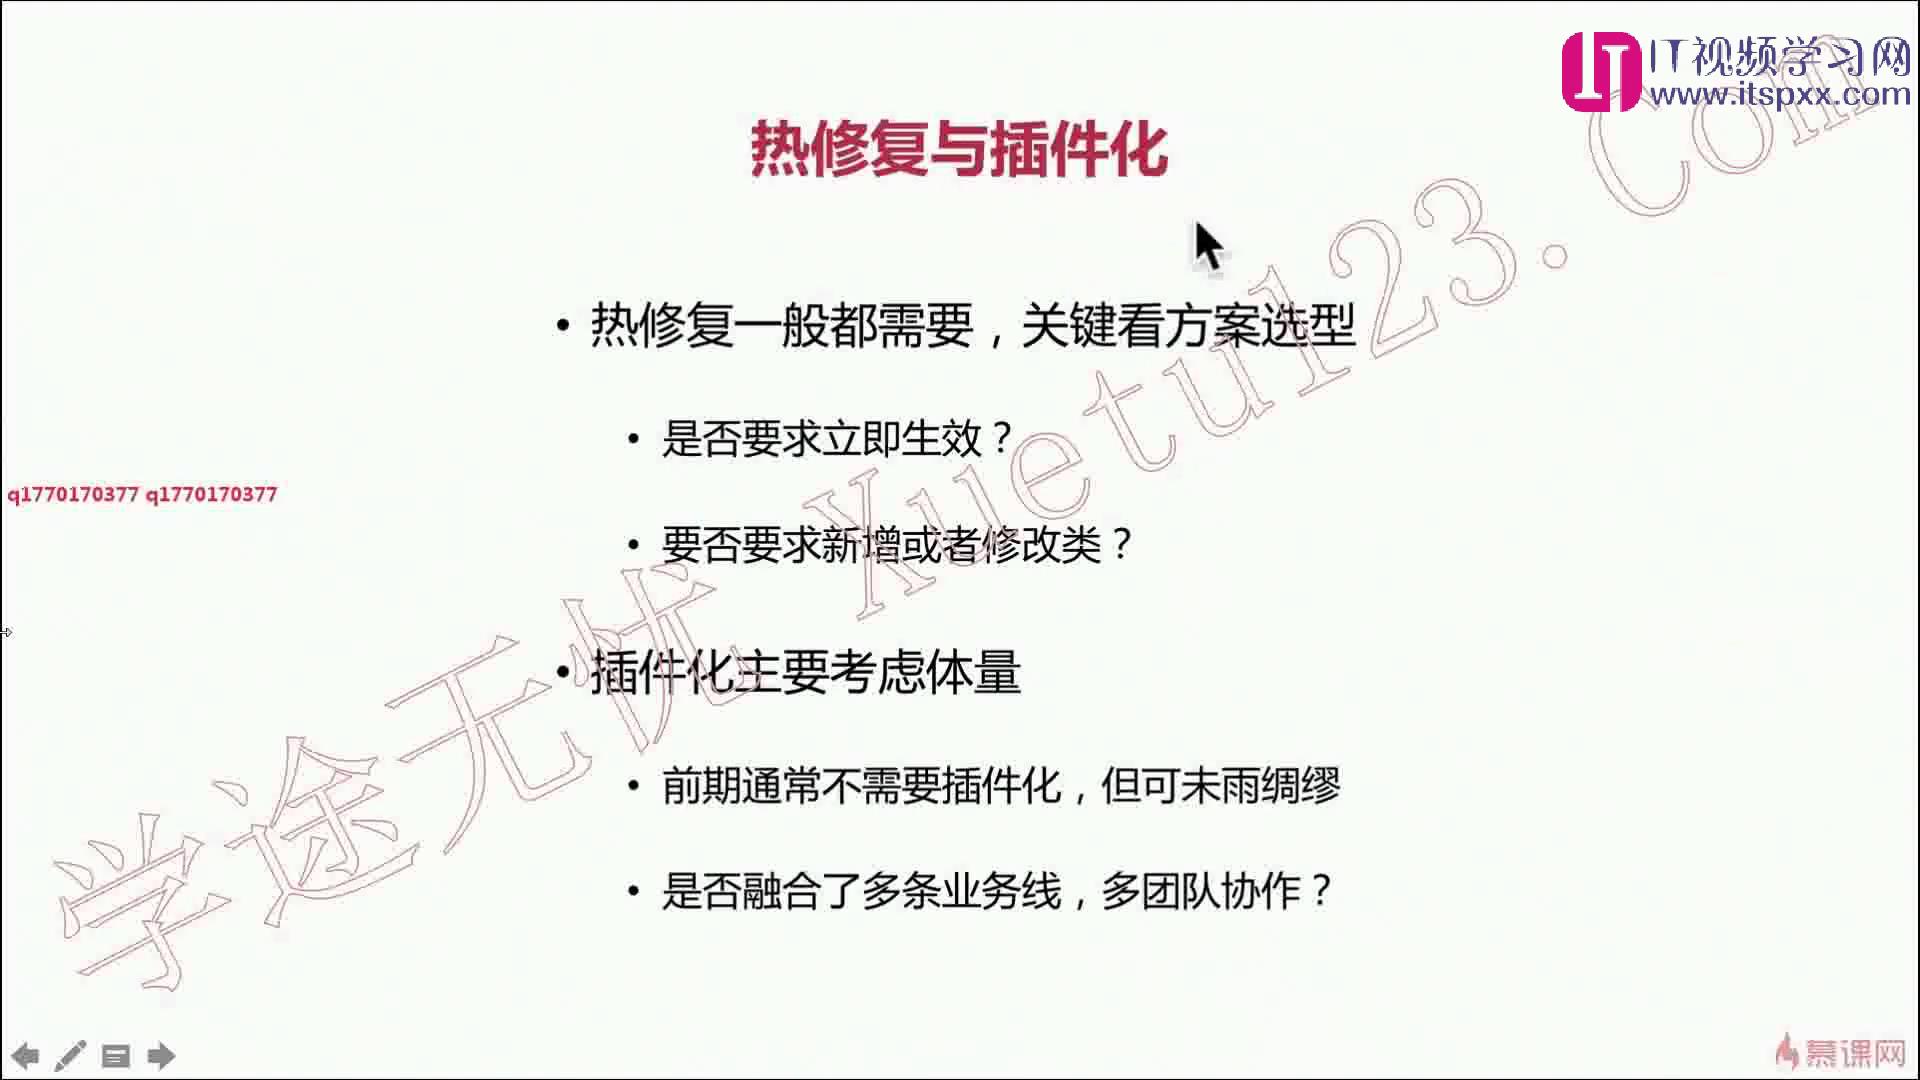 IT视频学习网
www.itspxx.com
热修复与插件化
• 热修复一般都需要，关键看方案选型
• 是否要求立即生效？
q1770170377 q1770170377
• 要否要求新增或者修改类？
• 插件化主要考虑体量
• 前期通常不需要插件化，但可未雨绸缪
• 是否融合了多条业务线，多团队协作？
学途无忧 Xuetu123.Com
慕课网